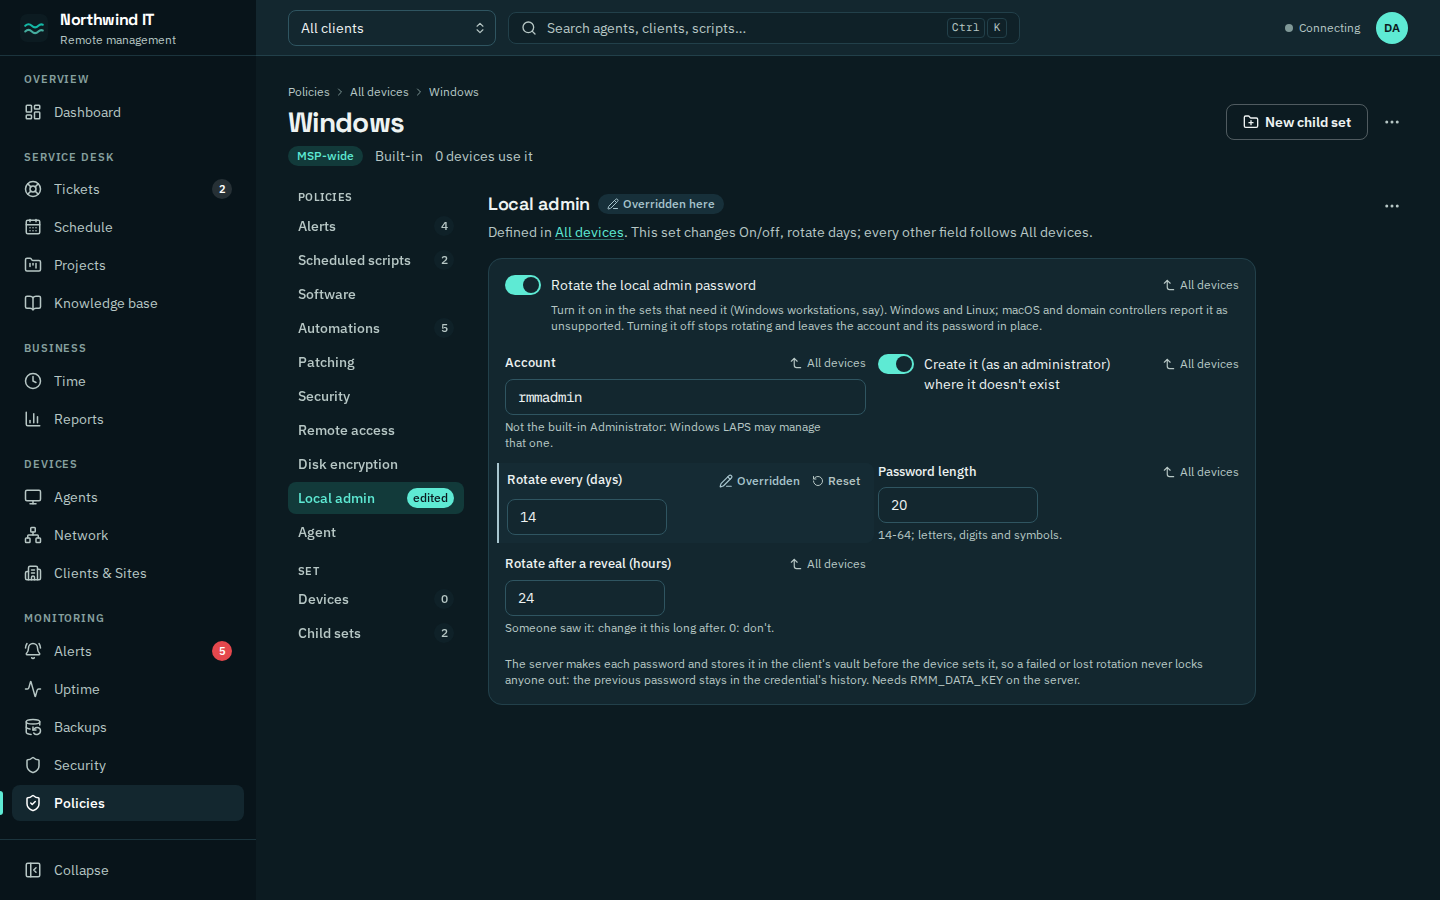 Northwind IT
Remote management
All clients
Search agents, clients, scripts...
Ctrl K
Connecting
DA
OVERVIEW
Dashboard
SERVICE DESK
Tickets 2
Schedule
Projects
Knowledge base
BUSINESS
Time
Reports
DEVICES
Agents
Network
Clients & Sites
MONITORING
Alerts 5
Uptime
Backups
Security
Policies
Collapse
Policies > All devices > Windows
Windows
MSP-wide Built-in 0 devices use it
New child set
POLICIES
Alerts 4
Scheduled scripts 2
Software
Automations 5
Patching
Security
Remote access
Disk encryption
Local admin edited
Agent
SET
Devices 0
Child sets 2
Local admin Overridden here
Defined in All devices. This set changes On/off, rotate days; every other field follows All devices.
Rotate the local admin password All devices
Turn it on in the sets that need it (Windows workstations, say). Windows and Linux; macOS and domain controllers report it as
unsupported. Turning it off stops rotating and leaves the account and its password in place.
Account All devices
rmmadmin
Not the built-in Administrator: Windows LAPS may manage
that one.
Create it (as an administrator) All devices
where it doesn't exist
Rotate every (days) Overridden Reset
14
Password length All devices
20
14-64; letters, digits and symbols.
Rotate after a reveal (hours) All devices
24
Someone saw it: change it this long after. 0: don't.
The server makes each password and stores it in the client's vault before the device sets it, so a failed or lost rotation never locks
anyone out: the previous password stays in the credential's history. Needs RMM_DATA_KEY on the server.